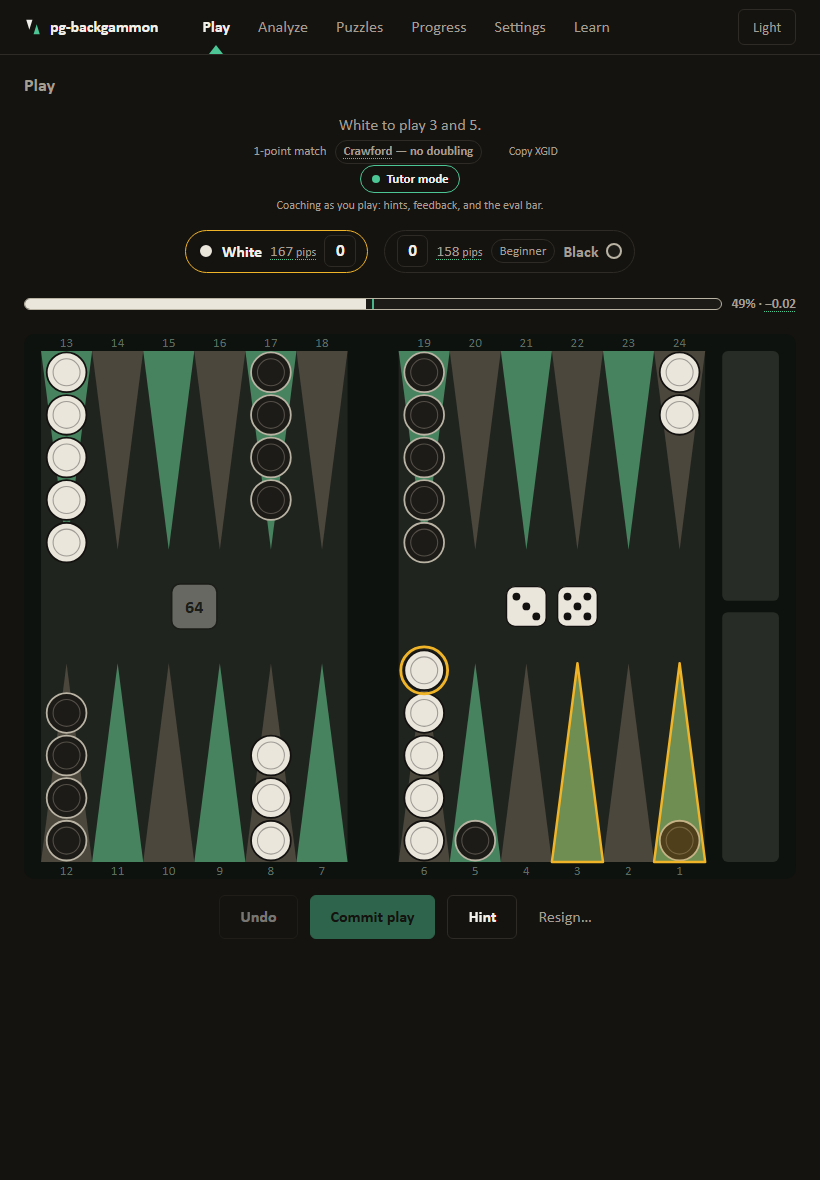 pg-backgammon Play Analyze Puzzles Progress Settings Learn Light
Play
White to play 3 and 5.
1-point match Crawford — no doubling Copy XGID
Tutor mode
Coaching as you play: hints, feedback, and the eval bar.
White 167 pips 0 0 158 pips Beginner Black
49% · −0.02
13 14 15 16 17 18 19 20 21 22 23 24
64
12 11 10 9 8 7 6 5 4 3 2 1
Undo Commit play Hint Resign...